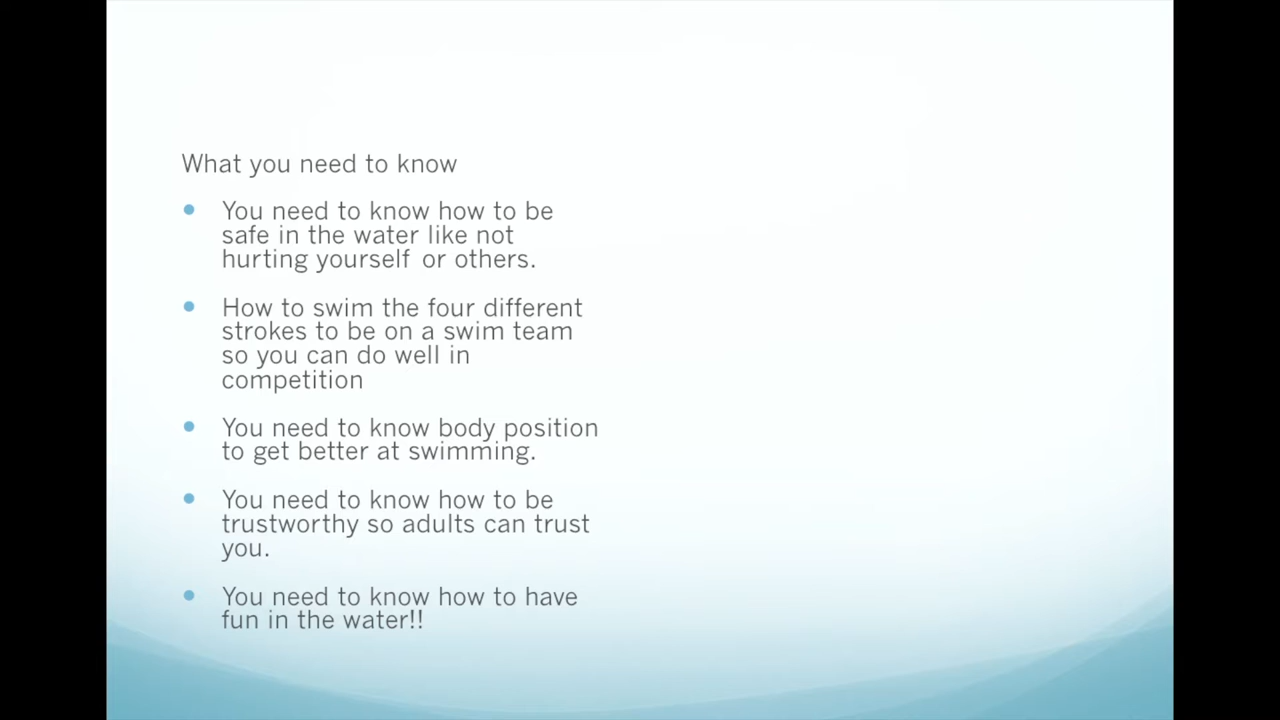 What you need to know
You need to know how to be
safe in the water like not
hurting yourself or others.
How to swim the four different
strokes to be on a swim team
so you can do well in
competition
You need to know body position
to get better at swimming.
You need to know how to be
trustworthy so adults can trust
you.
You need to know how to have
fun in the water!!